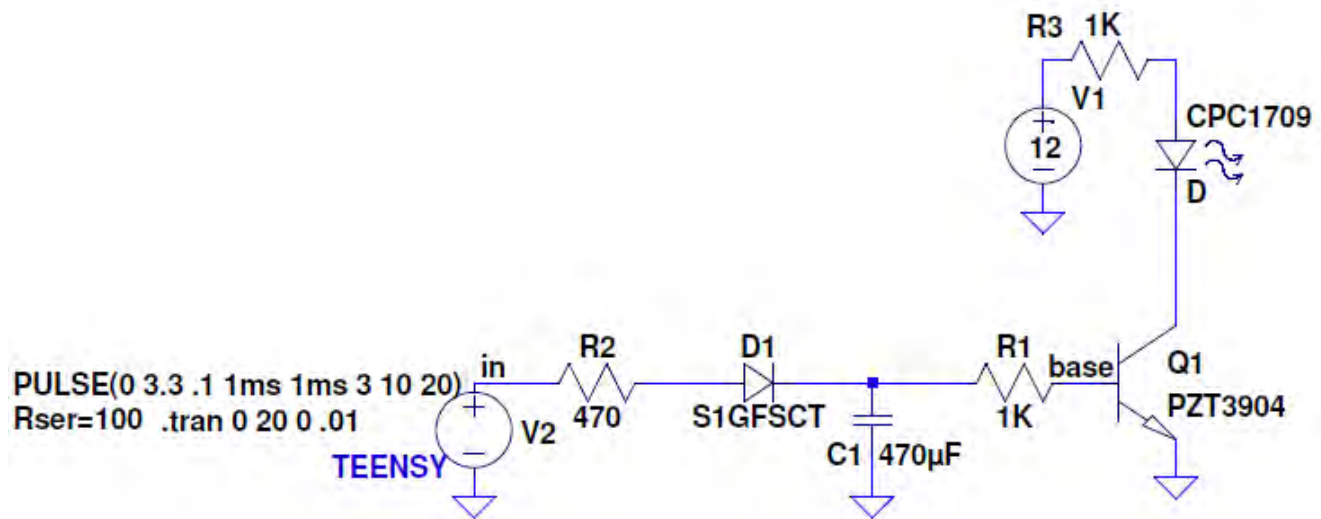 R3
1K
V1
12
CPC1709
D
in
R2
470
D1
S1GFSCT
R1
1K
base
Q1
PZT3904
PULSE(0 3.3 .1 1ms 1ms 3 10 20)
Rser=100 .tran 0 20 0 .01
V2
TEENSY
C1 470µF